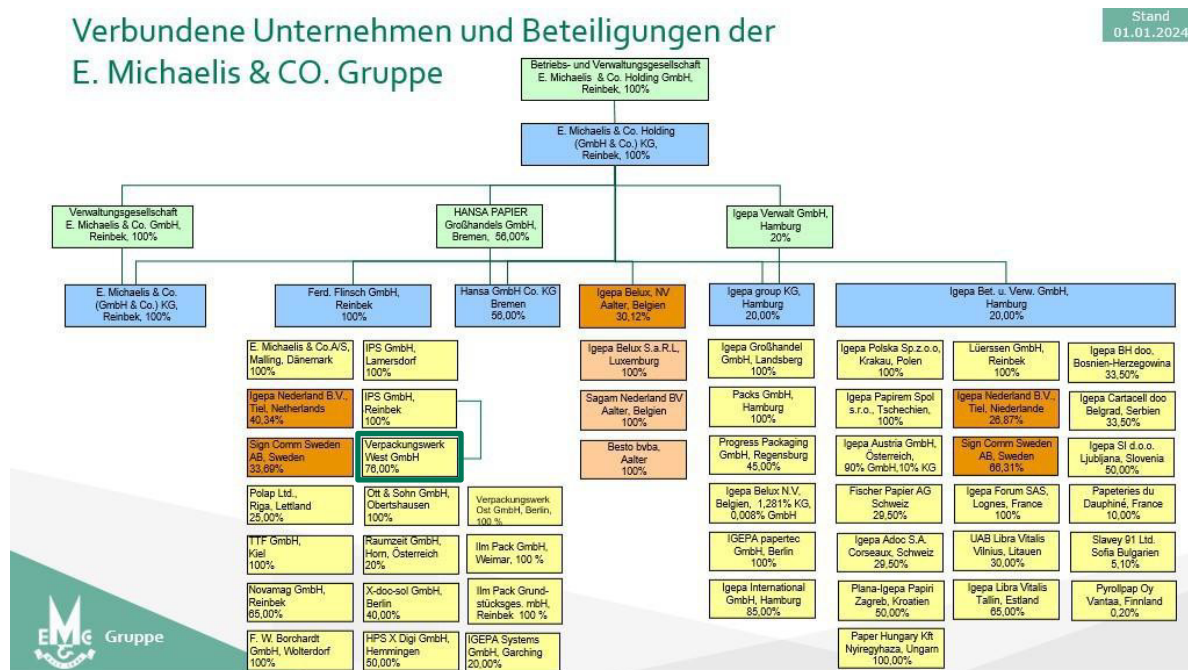 Verbundene Unternehmen und Beteiligungen der
E. Michaelis & CO. Gruppe
Stand
01.01.2024
Betriebs- und Verwaltungsgesellschaft
E. Michaelis & Co. Holding GmbH,
Reinbek, 100%
E. Michaelis & Co. Holding
(GmbH & Co.) KG,
Reinbek, 100%
Verwaltungsgesellschaft
E. Michaelis & Co. GmbH,
Reinbek, 100%
HANSA PAPIER
Großhandels GmbH,
Bremen, 56,00%
Igepa Verwalt GmbH,
Hamburg
20%
E. Michaelis & Co.
(GmbH & Co.) KG,
Reinbek, 100%
Ferd. Flinsch GmbH,
Reinbek
100%
Hansa GmbH Co. KG
Bremen
56,00%
Igepa Belux, NV
Aalter, Belgien
30,12%
Igepa group KG,
Hamburg
20,00%
Igepa Bet. u. Verw. GmbH,
Hamburg
20,00%
E. Michaelis & Co.A/S,
Malling, Dänemark
100%
Igepa Nederland B.V.,
Tiel, Netherlands
40,34%
Sign Comm Sweden
AB, Sweden
33,69%
Polap Ltd.,
Riga, Lettland
25,00%
TTF GmbH,
Kiel
100%
Novamag GmbH,
Reinbek
65,00%
F. W. Borchardt
GmbH, Wolterdorf
100%
IPS GmbH,
Lamersdorf
100%
IPS GmbH,
Reinbek
100%
Verpackungswerk
West GmbH
76,00%
Ott & Sohn GmbH,
Obertshausen
100%
Raumzeit GmbH,
Horn, Österreich
20%
X-doc-sol GmbH,
Berlin
40,00%
HPS X Digi GmbH,
Hemmingen
50,00%
Verpackungswerk
Ost GmbH, Berlin,
100 %
Ilm Pack GmbH,
Weimar, 100 %
Ilm Pack Grund-
stücksges. mbH,
Reinbek 100 %
IGEPA Systems
GmbH, Garching
20,00%
Igepa Belux S.a.R.L,
Luxemburg
100%
Sagam Nederland BV
Aalter, Belgien
100%
Besto bvba,
Aalter
100%
Igepa Großhandel
GmbH, Landsberg
100%
Packs GmbH,
Hamburg
100%
Progress Packaging
GmbH, Regensburg
45,00%
Igepa Belux N.V.
Belgien, 1,281% KG,
0,008% GmbH
IGEPA papertec
GmbH, Berlin
100%
Igepa International
GmbH, Hamburg
85,00%
Igepa Polska Sp.z.o.o,
Krakau, Polen
100%
Igepa Papirem Spol
s.r.o., Tschechien,
100%
Igepa Austria GmbH,
Österreich,
90% GmbH,10% KG
Fischer Papier AG
Schweiz
29,50%
Igepa Adoc S.A.
Corseaux, Schweiz
29,50%
Plana-Igepa Papiri
Zagreb, Kroatien
50,00%
Paper Hungary Kft
Nyiregyhaza, Ungarn
100,00%
Lüerssen GmbH,
Reinbek
100%
Igepa Nederland B.V.,
Tiel, Niederlande
26,87%
Sign Comm Sweden
AB, Sweden
66,31%
Igepa Forum SAS,
Lognes, France
100%
UAB Libra Vitalis
Vilnius, Litauen
30,00%
Igepa Libra Vitalis
Tallin, Estland
65,00%
Igepa BH doo,
Bosnien-Herzegowina
33,50%
Igepa Cartacell doo
Belgrad, Serbien
33,50%
Igepa SI d.o.o.
Ljubljana, Slovenia
50,00%
Papeteries du
Dauphiné, France
10,00%
Slavey 91 Ltd.
Sofia Bulgarien
5,10%
Pyrollpap Oy
Vantaa, Finnland
0,20%
EMC Gruppe